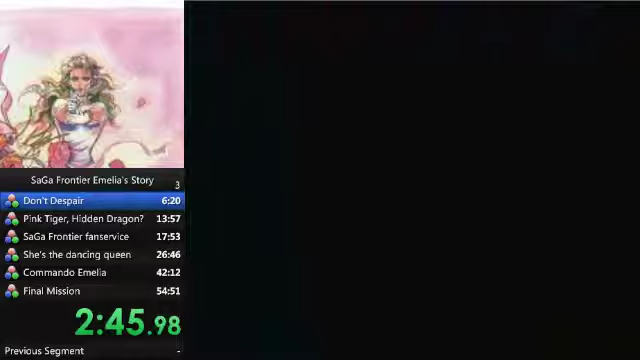 SaGa Frontier Emelia's Story
3
Don't Despair 6:20
Pink Tiger, Hidden Dragon? 13:57
SaGa Frontier fanservice 17:53
She's the dancing queen 26:46
Commando Emelia 42:12
Final Mission 54:51
2:45.98
Previous Segment -